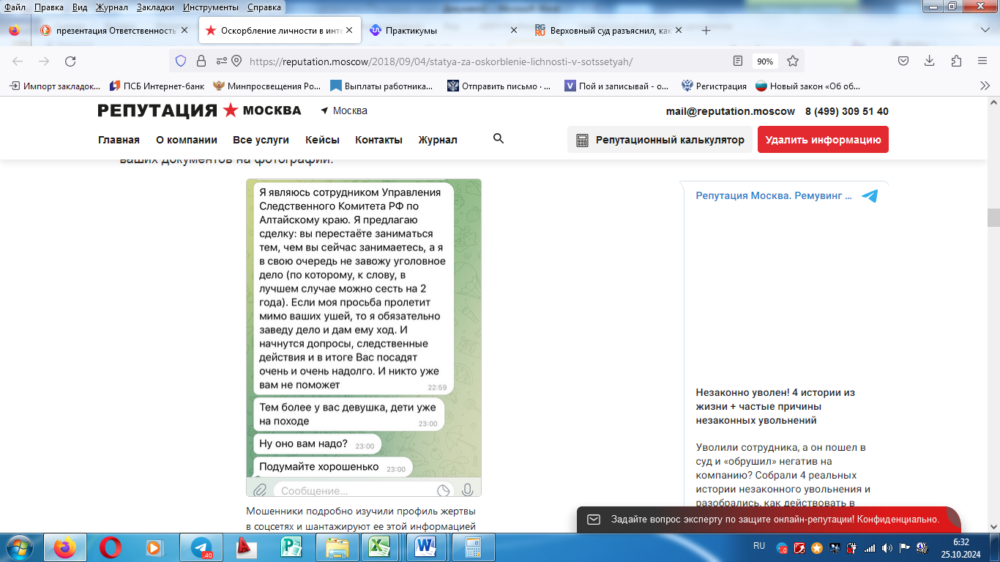 Файл Правка Вид Журнал Закладки Инструменты Справка
презентация Ответственность
Оскорбление личности в инте
Практикумы
RG RU Верховный суд разъяснил, как
https://reputation.moscow/2018/09/04/statya-za-oskorblenie-lichnosti-v-sotssetyah/
90%
Импорт закладок...
ПСБ Интернет-банк
Минпросвещения Ро...
Выплаты работника...
Отправить письмо · ...
Пой и записывай - о...
Регистрация
Новый закон «Об об...
РЕПУТАЦИЯ МОСКВА
Москва
mail@reputation.moscow 8 (499) 309 51 40
Главная О компании Все услуги Кейсы Контакты Журнал
Репутационный калькулятор
Удалить информацию
ваших документов на фотографии.
Я являюсь сотрудником Управления
Следственного Комитета РФ по
Алтайскому краю. Я предлагаю
сделку: вы перестаёте заниматься
тем, чем вы сейчас занимаетесь, а я
в свою очередь не завожу уголовное
дело (по которому, к слову, в
лучшем случае можно сесть на 2
года). Если моя просьба пролетит
мимо ваших ушей, то я обязательно
заведу дело и дам ему ход. И
начнутся допросы, следственные
действия и в итоге Вас посадят
очень и очень надолго. И никто уже
вам не поможет
22:59
Тем более у вас девушка, дети уже
на походе
23:00
Ну оно вам надо? 23:00
Подумайте хорошенько 23:00
Сообщение...
Мошенники подробно изучили профиль жертвы
в соцсетях и шантажируют ее этой информацией
Репутация Москва. Ремувинг ...
Незаконно уволен! 4 истории из
жизни + частые причины
незаконных увольнений
Уволили сотрудника, а он пошел в
суд и «обрушил» негатив на
компанию? Собрали 4 реальных
истории незаконного увольнения и
разобрались, как действовать в
Задайте вопрос эксперту по защите онлайн-репутации! Конфиденциально.
.40
RU
6:32
25.10.2024